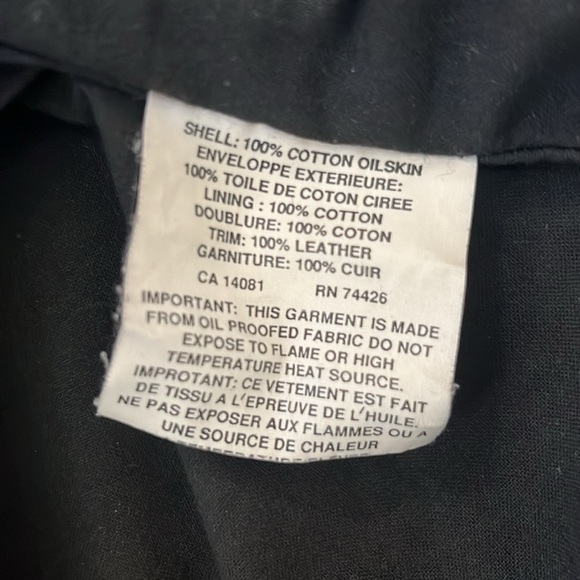 SHELL: 100% COTTON OILSKIN
ENVELOPPE EXTERIEURE:
100% TOILE DE COTON CIREE
LINING : 100% COTTON
DOUBLURE: 100% COTON
TRIM: 100% LEATHER
GARNITURE: 100% CUIR
CA 14081 RN 74426
IMPORTANT: THIS GARMENT IS MADE
FROM OIL PROOFED FABRIC DO NOT
EXPOSE TO FLAME OR HIGH
TEMPERATURE HEAT SOURCE.
IMPROTANT: CE VETEMENT EST FAIT
DE TISSU A L'EPREUVE DE L'HUILE.
NE PAS EXPOSER AUX FLAMMES OU A
UNE SOURCE DE CHALEUR